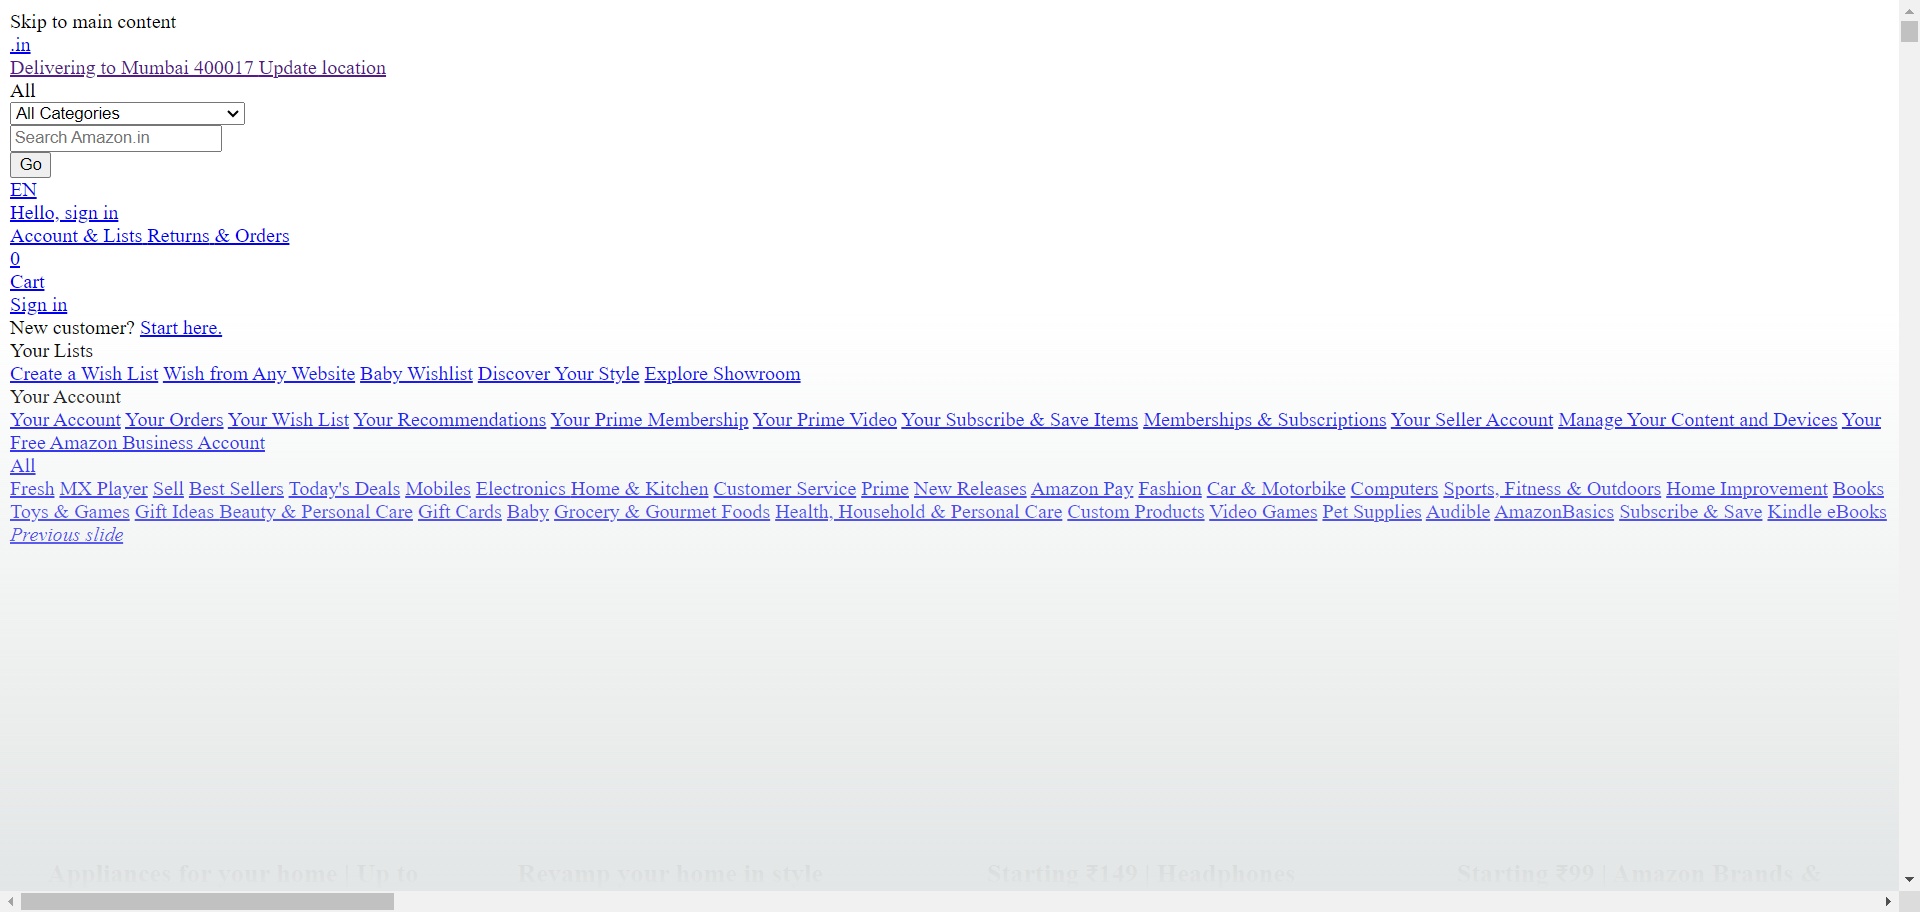 Skip to main content
.in
Delivering to Mumbai 400017 Update location
All
All Categories
Search Amazon.in
Go
EN
Hello, sign in
Account & Lists Returns & Orders
0
Cart
Sign in
New customer? Start here.
Your Lists
Create a Wish List Wish from Any Website Baby Wishlist Discover Your Style Explore Showroom
Your Account
Your Account Your Orders Your Wish List Your Recommendations Your Prime Membership Your Prime Video Your Subscribe & Save Items Memberships & Subscriptions Your Seller Account Manage Your Content and Devices Your
Free Amazon Business Account
All
Fresh MX Player Sell Best Sellers Today's Deals Mobiles Electronics Home & Kitchen Customer Service Prime New Releases Amazon Pay Fashion Car & Motorbike Computers Sports, Fitness & Outdoors Home Improvement Books
Toys & Games Gift Ideas Beauty & Personal Care Gift Cards Baby Grocery & Gourmet Foods Health, Household & Personal Care Custom Products Video Games Pet Supplies Audible AmazonBasics Subscribe & Save Kindle eBooks
Previous slide
Appliances for your home | Up to Revamp your home in style Starting ₹149 | Headphones Starting ₹99 | Amazon Brands &